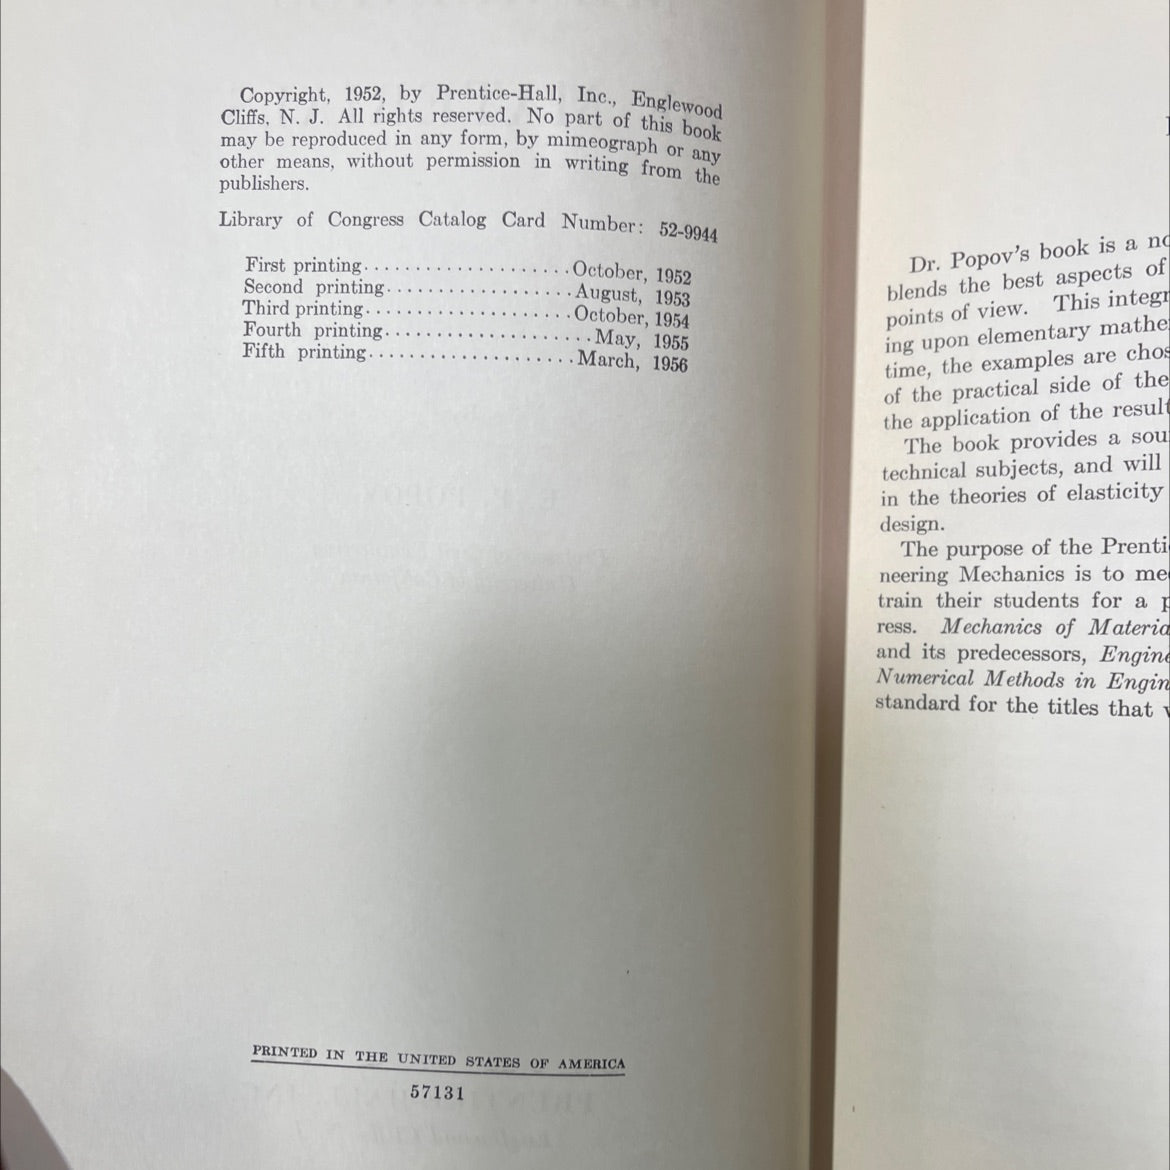 Copyright, 1952, by Prentice-Hall, Inc., Englewood
Cliffs, N. J. All rights reserved. No part of this book
may be reproduced in any form, by mimeograph or any
other means, without permission in writing from the
publishers.
Library of Congress Catalog Card Number: 52-9944
First printing....................October, 1952
Second printing..................August, 1953
Third printing....................October, 1954
Fourth printing....................May, 1955
Fifth printing....................March, 1956
PRINTED IN THE UNITED STATES OF AMERICA
57131
Dr. Popov's book is a
blends the best aspects of
points of view. This
ing upon elementary
time, the examples are
of the practical side of the
the application of the
The book provides a
technical subjects, and will
in the theories of elasticity
design.
The purpose of the
neering Mechanics is to
train their students for a
ress. Mechanics of
and its predecessors,
Numerical Methods in
standard for the titles that